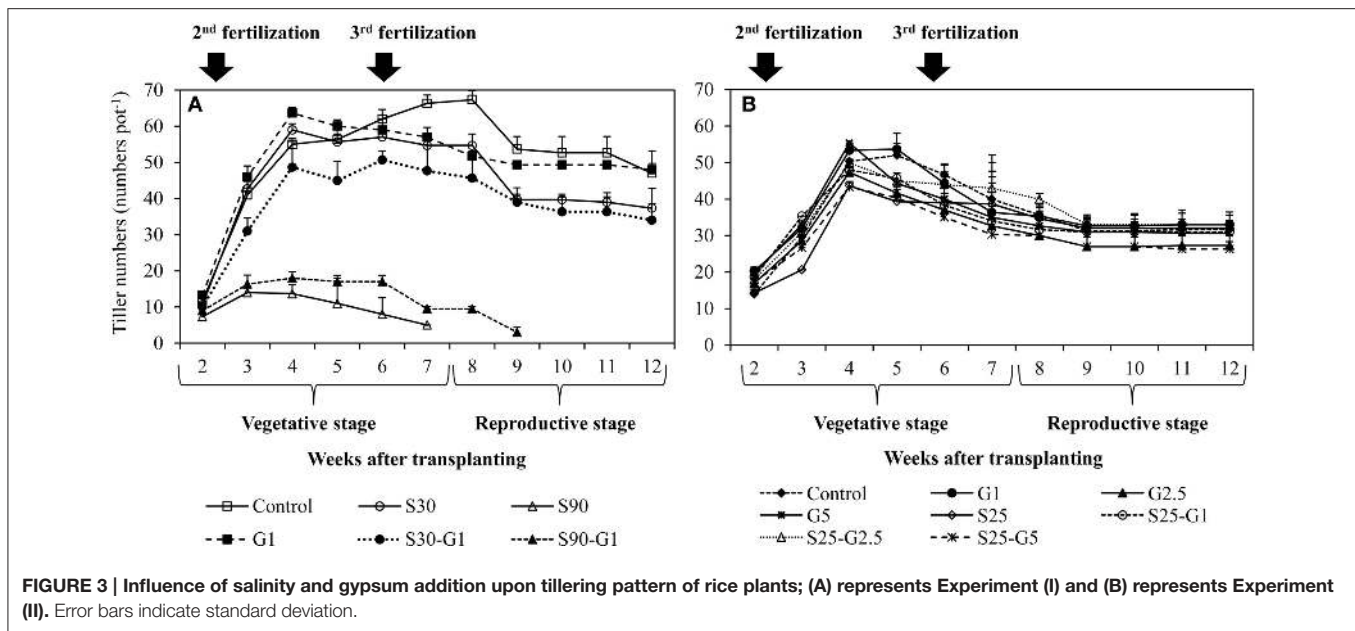 2nd fertilization 3rd fertilization
A
Tiller numbers (numbers pot-1)
70
60
50
40
30
20
10
0
2 3 4 5 6 7 8 9 10 11 12
Vegetative stage Reproductive stage
Weeks after transplanting
Control S30 S90
G1 S30-G1 S90-G1
2nd fertilization 3rd fertilization
B
70
60
50
40
30
20
10
0
2 3 4 5 6 7 8 9 10 11 12
Vegetative stage Reproductive stage
Weeks after transplanting
Control G1 G2.5
G5 S25 S25-G1
S25-G2.5 S25-G5
FIGURE 3 | Influence of salinity and gypsum addition upon tillering pattern of rice plants; (A) represents Experiment (I) and (B) represents Experiment
(II). Error bars indicate standard deviation.